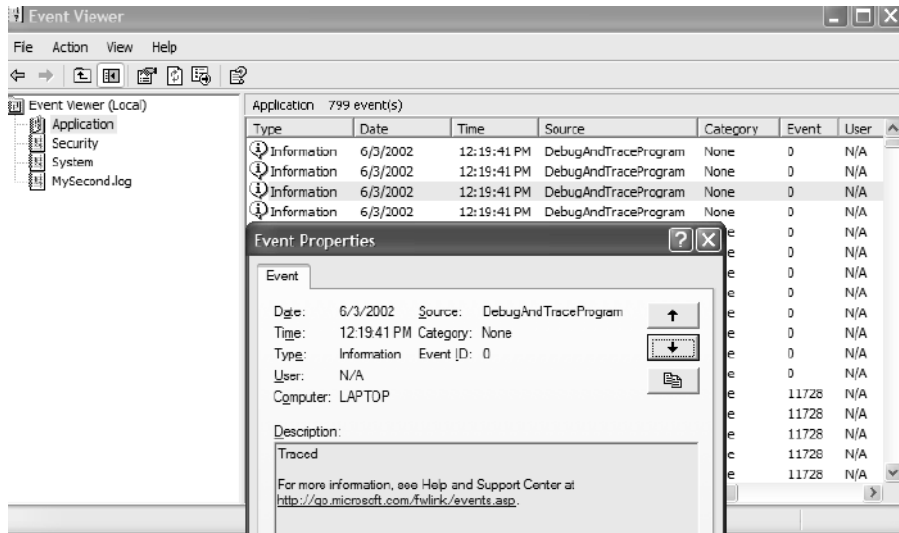 Event Viewer
File Action View Help
Event Viewer (Local)
Application
Security
System
MySecond.log
Application 799 event(s)
Type Date Time Source Category Event User
Information 6/3/2002 12:19:41 PM DebugAndTraceProgram None 0 N/A
Information 6/3/2002 12:19:41 PM DebugAndTraceProgram None 0 N/A
Information 6/3/2002 12:19:41 PM DebugAndTraceProgram None 0 N/A
Information 6/3/2002 12:19:41 PM DebugAndTraceProgram None 0 N/A
e 0 N/A
e 0 N/A
e 0 N/A
e 0 N/A
e 0 N/A
e 0 N/A
e 0 N/A
e 0 N/A
e 11728 N/A
e 11728 N/A
e 11728 N/A
e 11728 N/A
e 11728 N/A
Event Properties
Event
Date: 6/3/2002 Source: DebugAndTraceProgram
Time: 12:19:41 PM Category: None
Type: Information Event ID: 0
User: N/A
Computer: LAPTOP
Description:
Traced
For more information, see Help and Support Center at
http://go.microsoft.com/fwlink/events.asp.